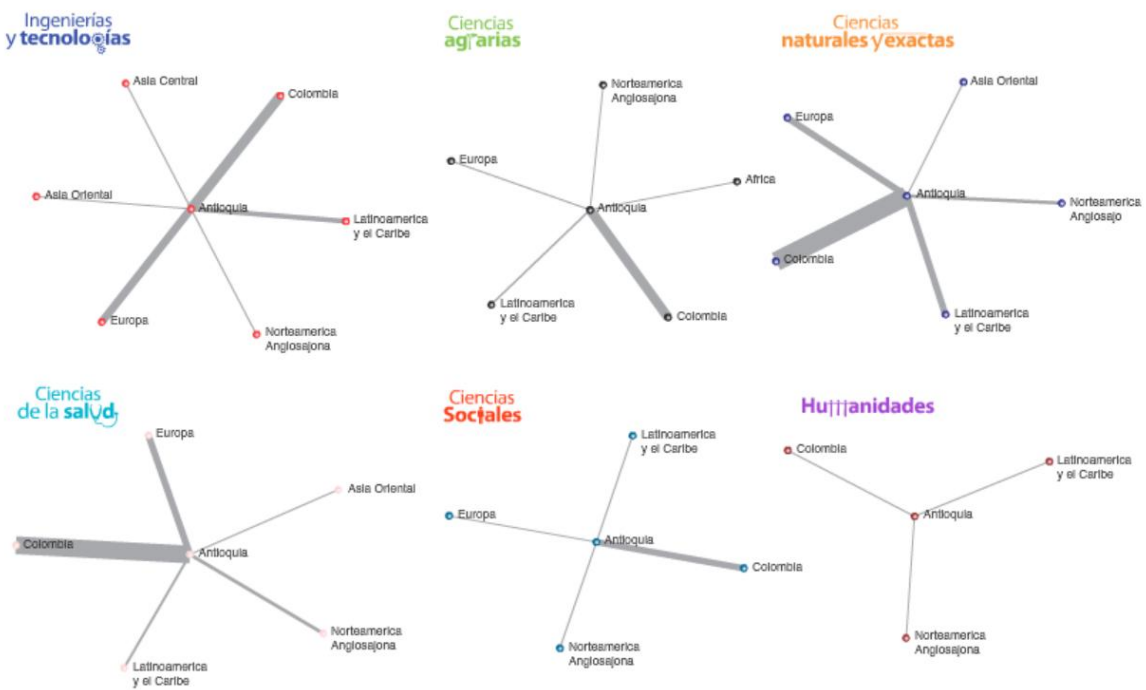 Ingenierías
y tecnologías
Asia Central
Colombia
Asia Oriental
Antioquia
Latinoamerica
y el Caribe
Europa
Norteamerica
Anglosajona
Ciencias
agrarias
Norteamerica
Anglosajona
Europa
Africa
Antioquia
Latinoamerica
y el Caribe
Colombia
Ciencias
naturales y exactas
Asia Oriental
Europa
Antioquia
Norteamerica
Anglosajo
Colombia
Latinoamerica
y el Caribe
Ciencias
de la salud
Europa
Asia Oriental
Colombia
Antioquia
Norteamerica
Anglosajona
Latinoamerica
y el Caribe
Ciencias
Sociales
Latinoamerica
y el Caribe
Europa
Antioquia
Colombia
Norteamerica
Anglosajona
Humanidades
Colombia
Latinoamerica
y el Caribe
Antioquia
Norteamerica
Anglosajona